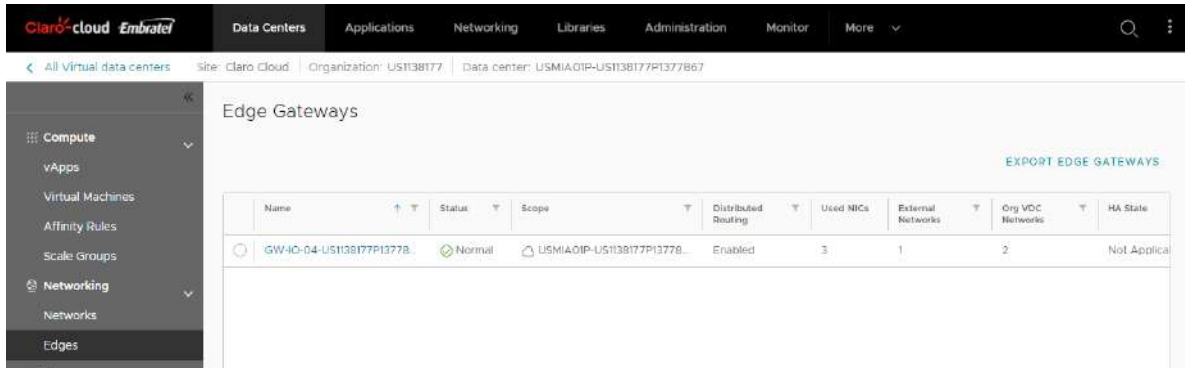 Claro-cloud Embratel Data Centers Applications Networking Libraries Administration Monitor More
All Virtual data centers Site: Claro Cloud Organization: US1138177 Data center: USMIA01P-US1138177P1377867
Edge Gateways
Compute
vApps
Virtual Machines
Affinity Rules
Scale Groups
Networking
Networks
Edges
EXPORT EDGE GATEWAYS
Name Status Scope Distributed Routing Used NICs External Networks Org VDC Networks HA State
GW-IO-04-US1138177P13778... Normal USMIA01P-US1138177P13778... Enabled 3 1 2 Not Applica